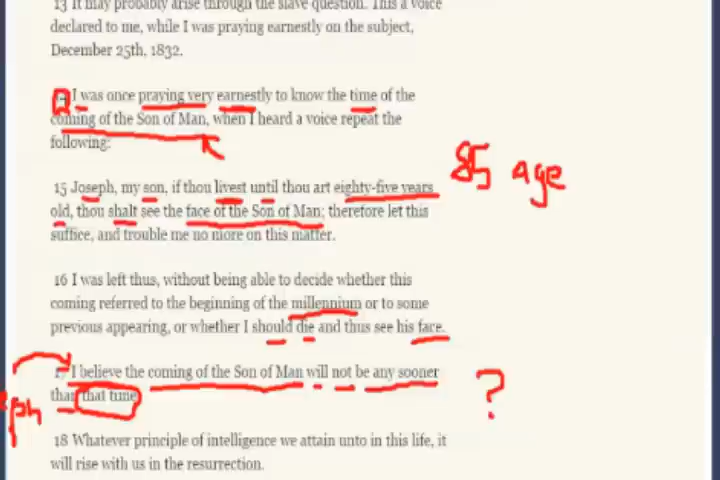 13 It may probably arise through the slave question. This a voice
declared to me, while I was praying earnestly on the subject,
December 25th, 1832.
I was once praying very earnestly to know the time of the
coming of the Son of Man, when I heard a voice repeat the
following:
15 Joseph, my son, if thou livest until thou art eighty-five years
old, thou shalt see the face of the Son of Man; therefore let this
suffice, and trouble me no more on this matter.
85 age
16 I was left thus, without being able to decide whether this
coming referred to the beginning of the millennium or to some
previous appearing, or whether I should die and thus see his face.
17 I believe the coming of the Son of Man will not be any sooner
than that time
?
18 Whatever principle of intelligence we attain unto in this life, it
will rise with us in the resurrection.